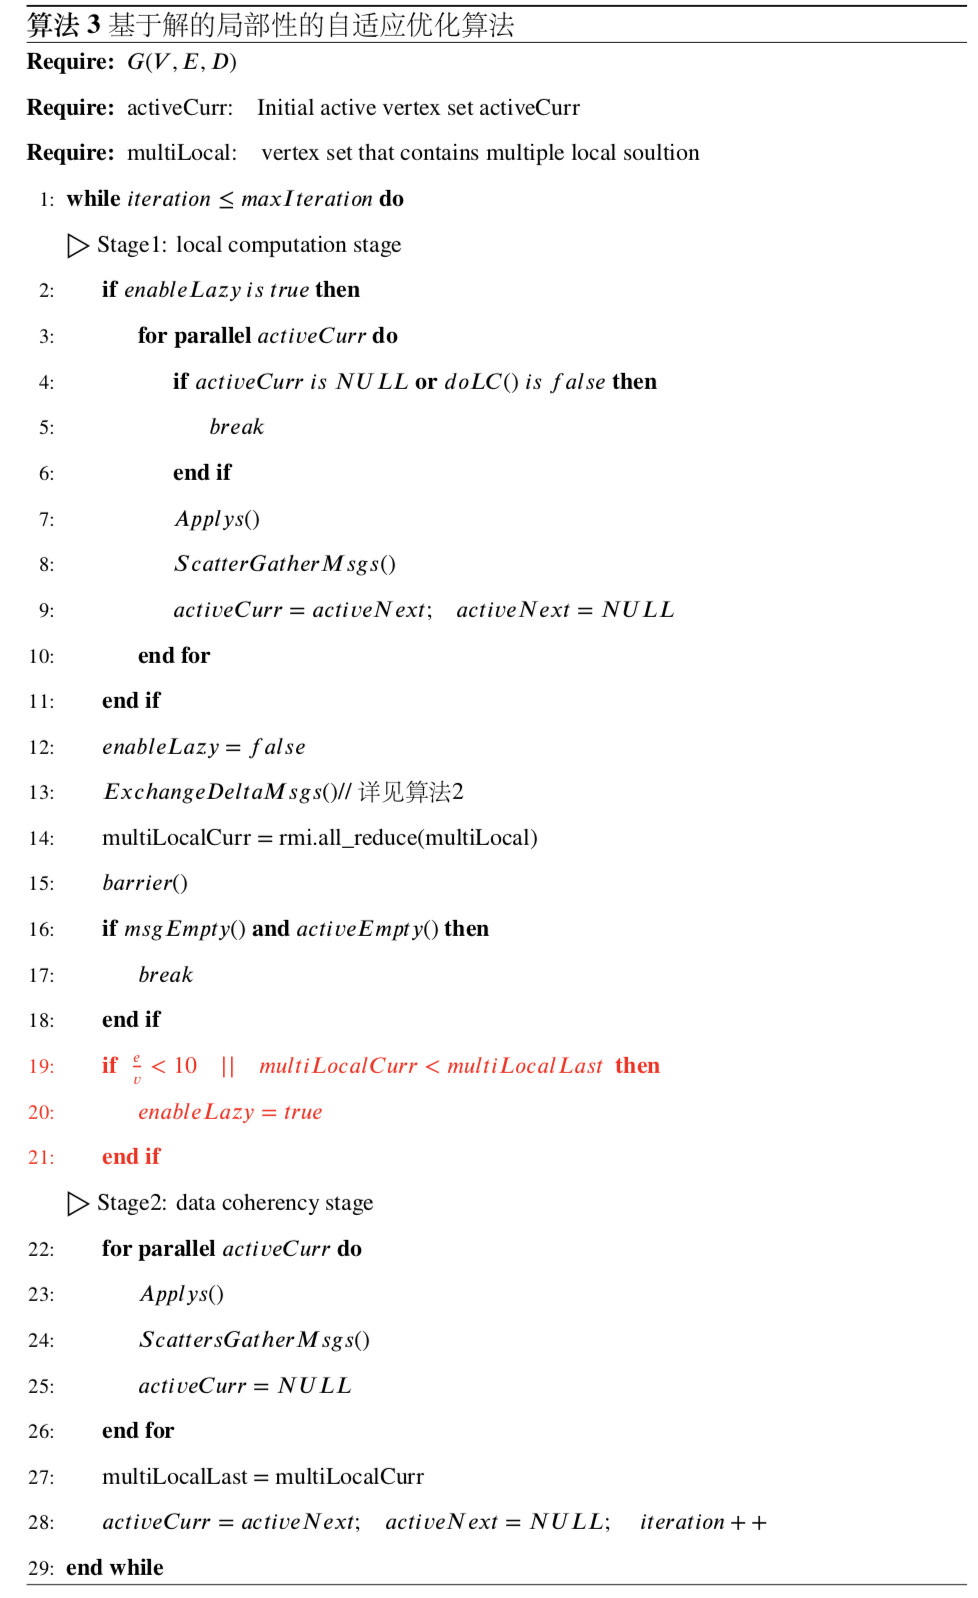 算法 3 基于解的局部性的自适应优化算法
Require: G(V, E, D)
Require: activeCurr: Initial active vertex set activeCurr
Require: multiLocal: vertex set that contains multiple local soultion
1: while iteration ≤ maxIteration do
▷ Stage1: local computation stage
2: if enableLazy is true then
3: for parallel activeCurr do
4: if activeCurr is NULL or doLC() is false then
5: break
6: end if
7: Applys()
8: ScatterGatherMsgs()
9: activeCurr = activeNext; activeNext = NULL
10: end for
11: end if
12: enableLazy = false
13: ExchangeDeltaMsgs()// 详见算法2
14: multiLocalCurr = rmi.all_reduce(multiLocal)
15: barrier()
16: if msgEmpty() and activeEmpty() then
17: break
18: end if
19: if e/v < 10 || multiLocalCurr < multiLocalLast then
20: enableLazy = true
21: end if
▷ Stage2: data coherency stage
22: for parallel activeCurr do
23: Applys()
24: ScattersGatherMsgs()
25: activeCurr = NULL
26: end for
27: multiLocalLast = multiLocalCurr
28: activeCurr = activeNext; activeNext = NULL; iteration + +
29: end while